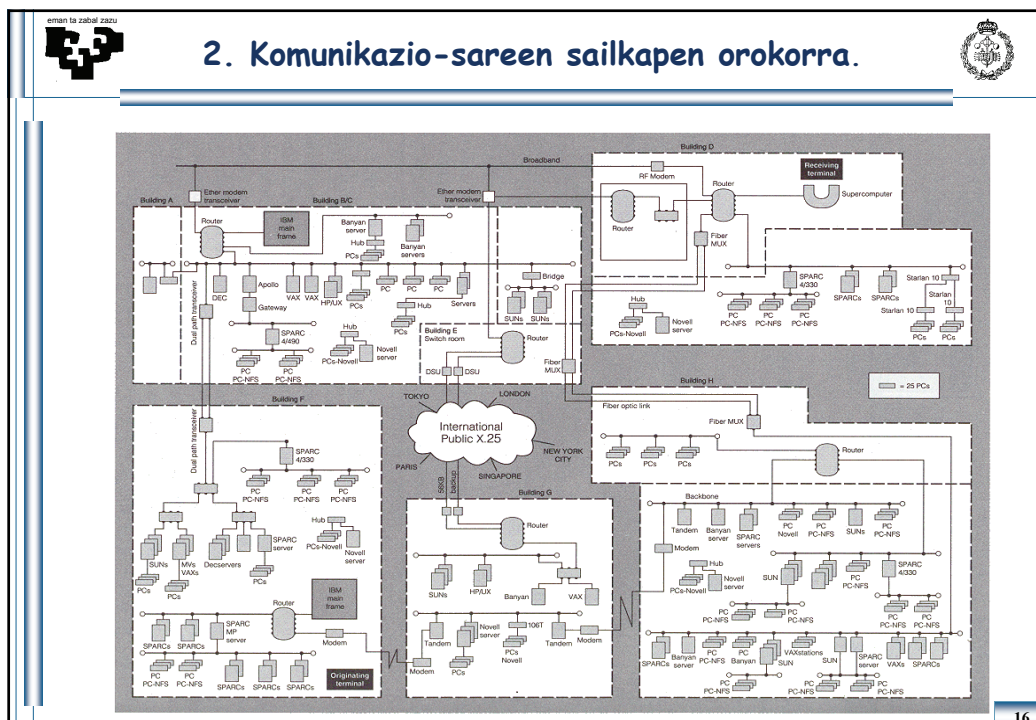 eman ta zabal zazu
2. Komunikazio-sareen sailkapen orokorra.
Building D
Broadband
RF Modem
Receiving
terminal
Router
Supercomputer
Ether modem
transceiver
Ether modem
transceiver
Building A
Building B/C
Router
IBM
main
frame
Banyan
server
Hub
PCs
Banyan
servers
Router
Fiber
MUX
Dual path transceiver
DEC
Apollo
Gateway
VAX
VAX
HP/UX
PCs
PC
PC
PC
Hub
PCs
Servers
Bridge
SUNs
SUNs
SPARC
4/490
PC
PC-NFS
PC
PC-NFS
Hub
PCs-Novell
Novell
server
Building E
Switch room
Router
DSU
DSU
Fiber
MUX
Hub
PCs-Novell
Novell
server
SPARC
4/330
SPARCs
SPARCs
PC
PC-NFS
PC
PC-NFS
PC
PC-NFS
Starlan 10
Starlan
10
Starlan 10
PCs
PCs
= 25 PCs
TOKYO
LONDON
International
Public X.25
PARIS
SINGAPORE
NEW YORK
CITY
Fiber optic link
Building H
Fiber MUX
PCs
PCs
PCs
Router
Building F
Dual path transceiver
SPARC
4/330
PC
PC-NFS
PC
PC-NFS
PC
PC-NFS
Hub
PCs-Novell
Novell
server
SUNs
MVs
VAXs
Decservers
SPARC
server
PCs
PCs
PCs
Router
IBM
main
frame
SPARCs
SPARCs
SPARC
MP
server
Modem
PC
PC-NFS
PC
PC-NFS
SPARCs
SPARCs
SPARCs
Originating
terminal
backup
Building G
Router
SUNs
HP/UX
Banyan
VAX
Tandem
Novell
server
PCs
106T
PCs
Novell
Tandem
Modem
Modem
Backbone
Tandem
Modem
Banyan
server
SPARC
servers
PC
Novell
PC
PC-NFS
SUNs
PC
PC-NFS
Hub
PCs-Novell
Novell
server
SUN
PC
PC-NFS
SPARC
4/330
PC
PC-NFS
PC
PC-NFS
PC
PC-NFS
PC
PC-NFS
SPARCs
Banyan
server
PC
PC-NFS
PC
Banyan
VAXstations
SUN
SUN
SPARC
server
VAXs
SPARCs
PC
PC-NFS
PC
PC-NFS
PC
PC-NFS
16